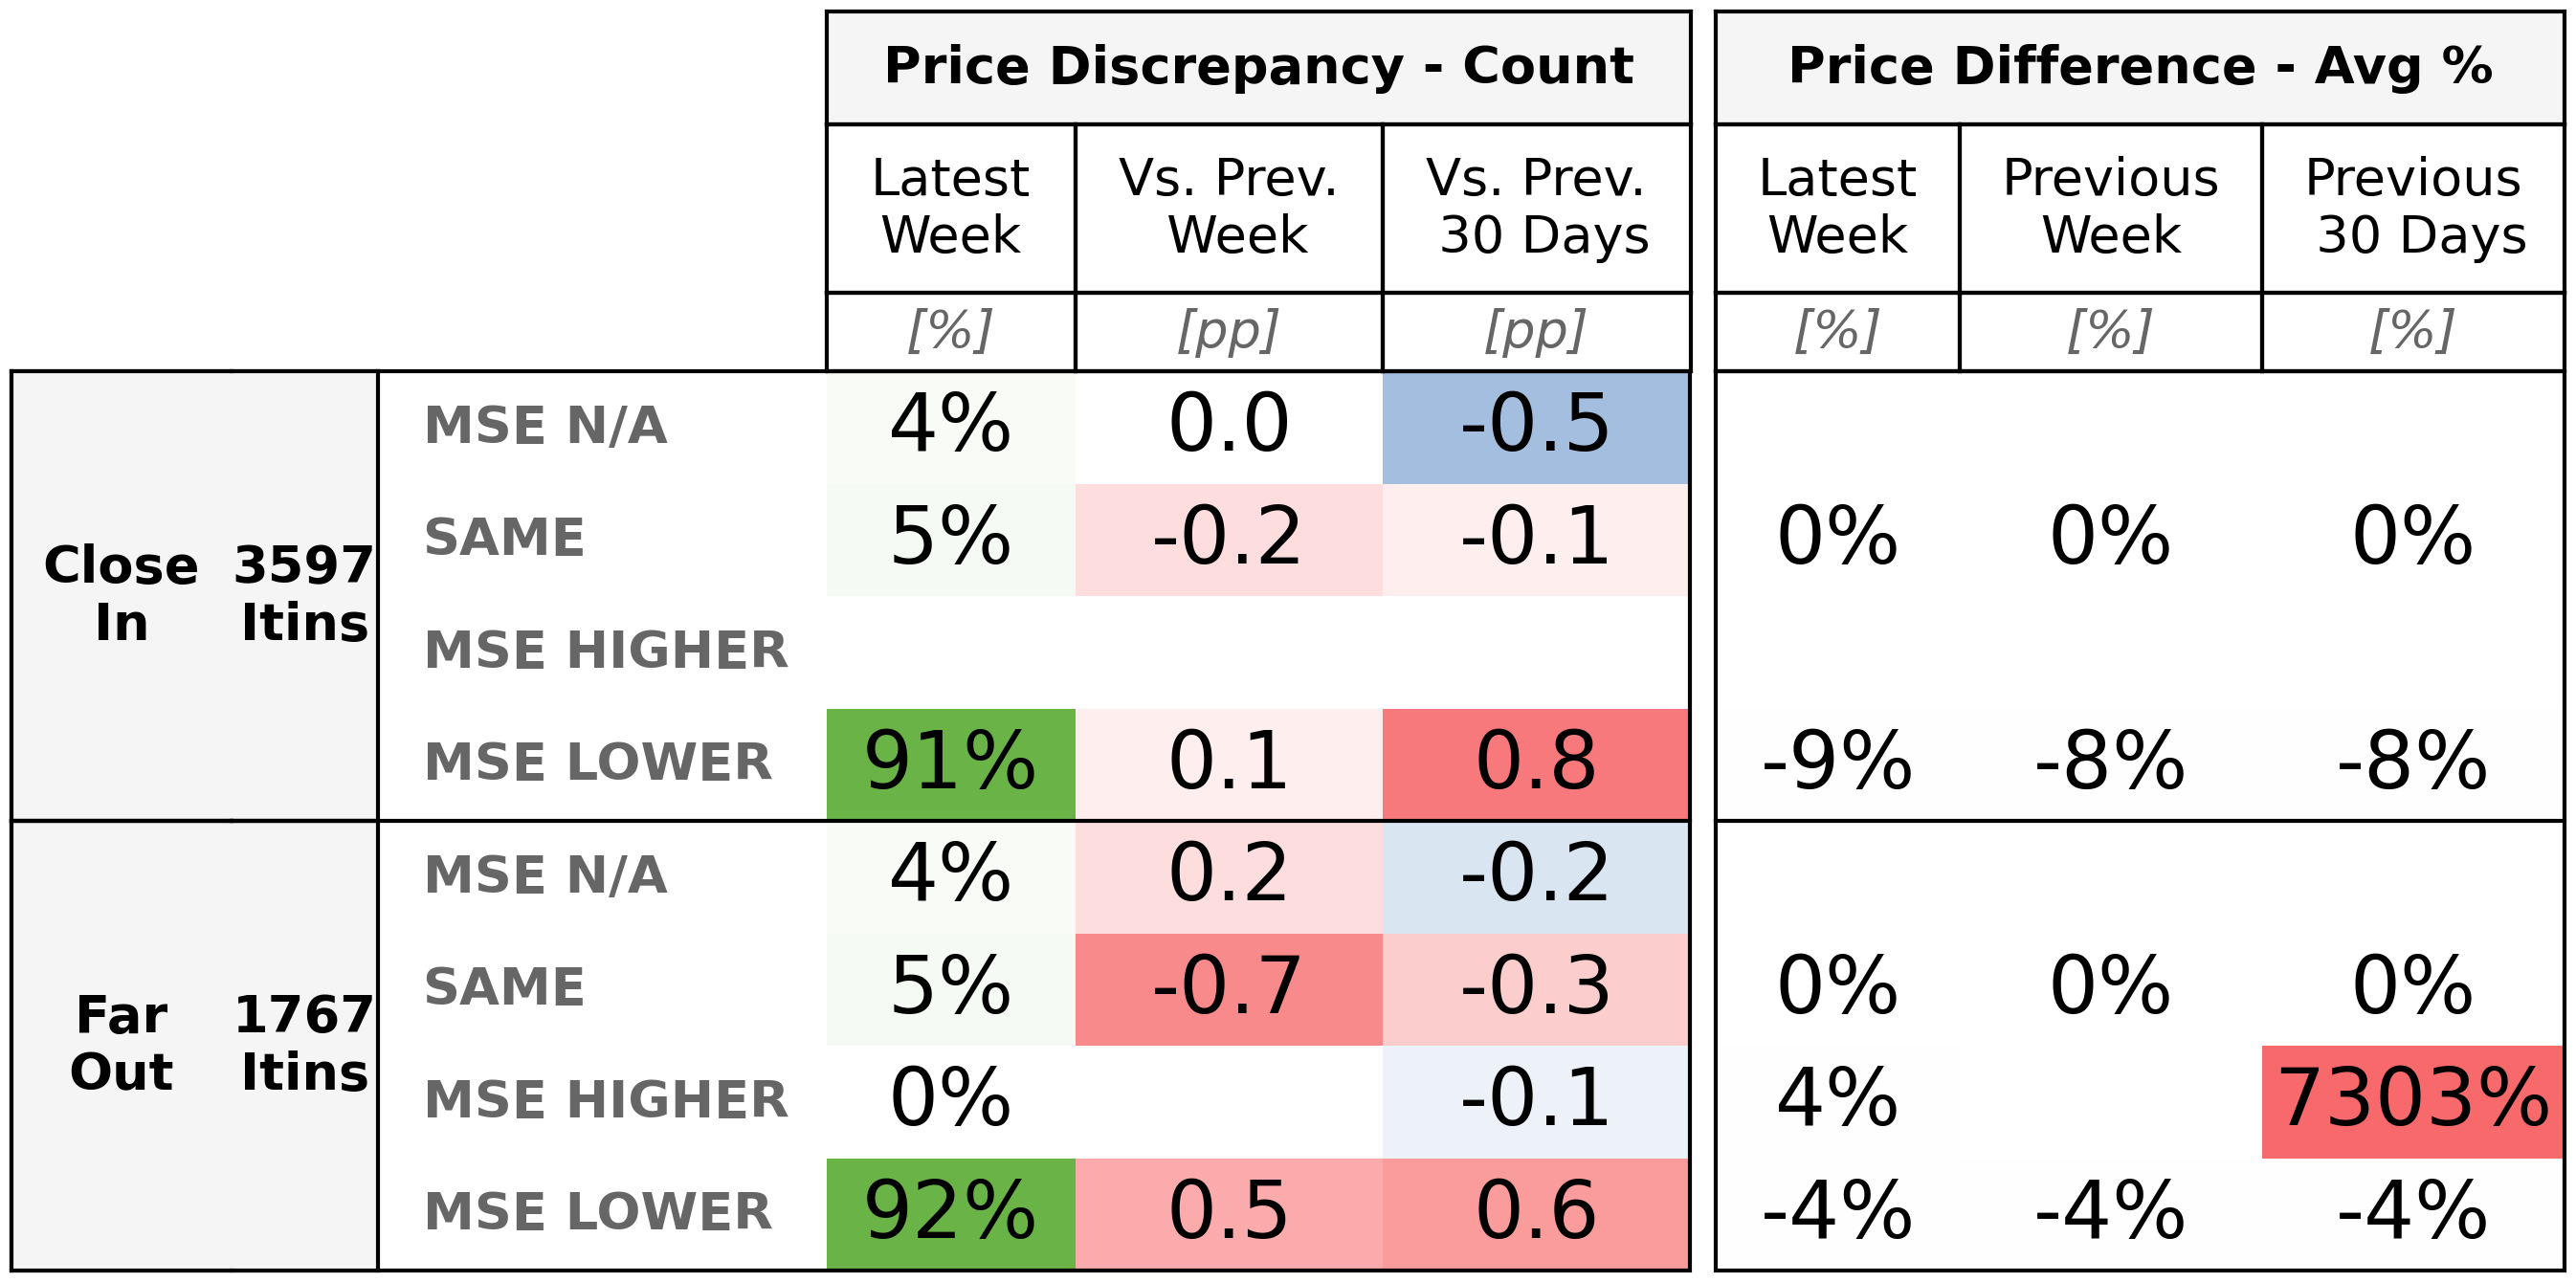 Price Discrepancy - Count Price Difference - Avg %
Latest Week Vs. Prev. Week Vs. Prev. 30 Days Latest Week Previous Week Previous 30 Days
[%] [pp] [pp] [%] [%] [%]
Close In 3597 Itins
MSE N/A 4% 0.0 -0.5
SAME 5% -0.2 -0.1 0% 0% 0%
MSE HIGHER
MSE LOWER 91% 0.1 0.8 -9% -8% -8%
Far Out 1767 Itins
MSE N/A 4% 0.2 -0.2
SAME 5% -0.7 -0.3 0% 0% 0%
MSE HIGHER 0% -0.1 4% 7303%
MSE LOWER 92% 0.5 0.6 -4% -4% -4%